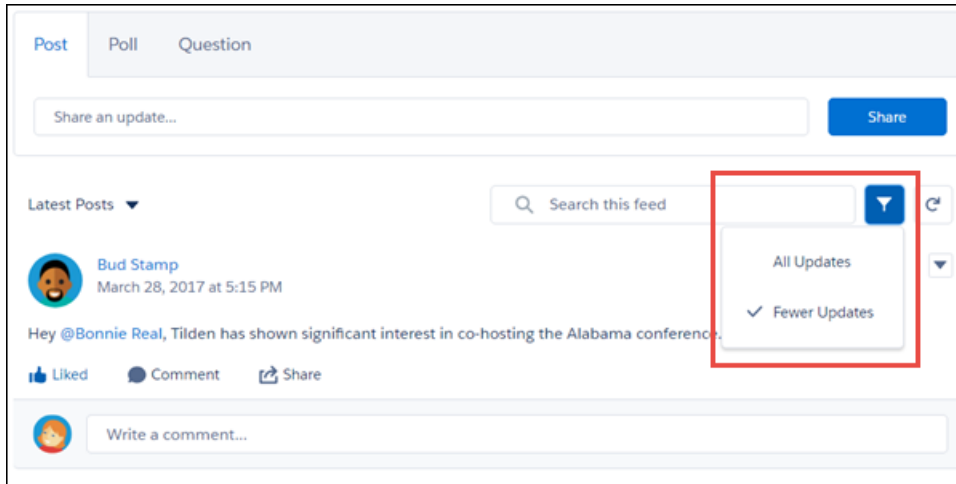 Post Poll Question
Share an update... Share
Latest Posts Search this feed
All Updates
Fewer Updates
Bud Stamp
March 28, 2017 at 5:15 PM
Hey @Bonnie Real, Tilden has shown significant interest in co-hosting the Alabama conference.
Liked Comment Share
Write a comment...